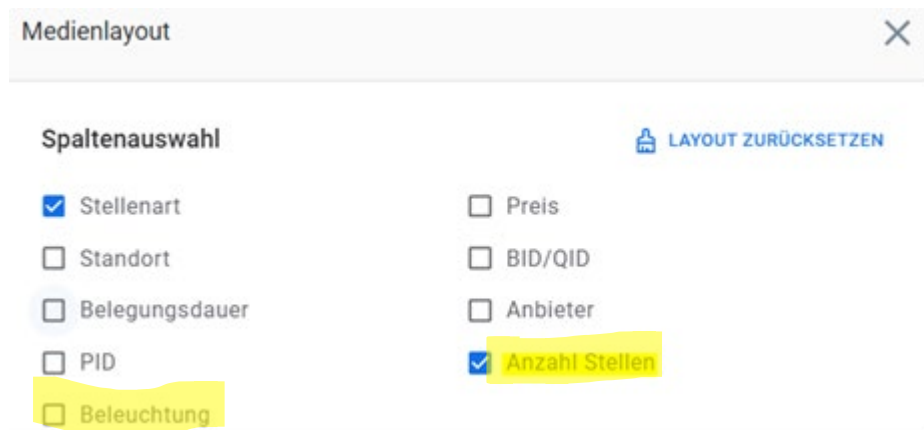 Medienlayout
Spaltenauswahl
LAYOUT ZURÜCKSETZEN
Stellenart
Preis
Standort
BID/QID
Belegungsdauer
Anbieter
PID
Anzahl Stellen
Beleuchtung